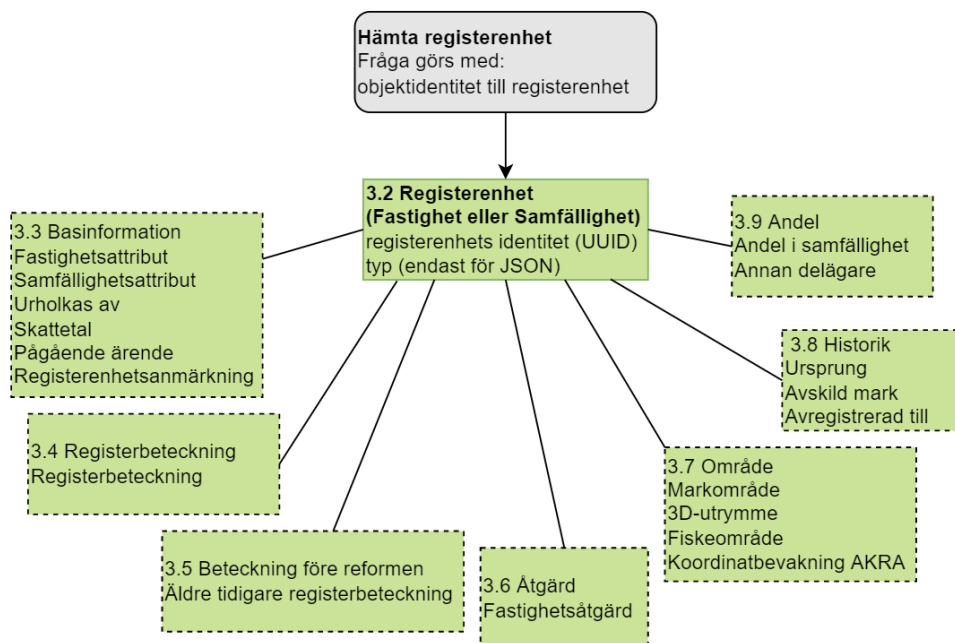 Hämta registerenhet
Fråga görs med:
objektidentitet till registerenhet
3.2 Registerenhet
(Fastighet eller Samfällighet)
registerenhets identitet (UUID)
typ (endast för JSON)
3.3 Basinformation
Fastighetsattribut
Samfällighetsattribut
Urholkas av
Skattetal
Pågående ärende
Registerenhetsanmärkning
3.4 Registerbeteckning
Registerbeteckning
3.5 Beteckning före reformen
Äldre tidigare registerbeteckning
3.6 Åtgärd
Fastighetsåtgärd
3.7 Område
Markområde
3D-utrymme
Fiskeområde
Koordinatbevakning AKRA
3.8 Historik
Ursprung
Avskild mark
Avregistrerad till
3.9 Andel
Andel i samfällighet
Annan delägare